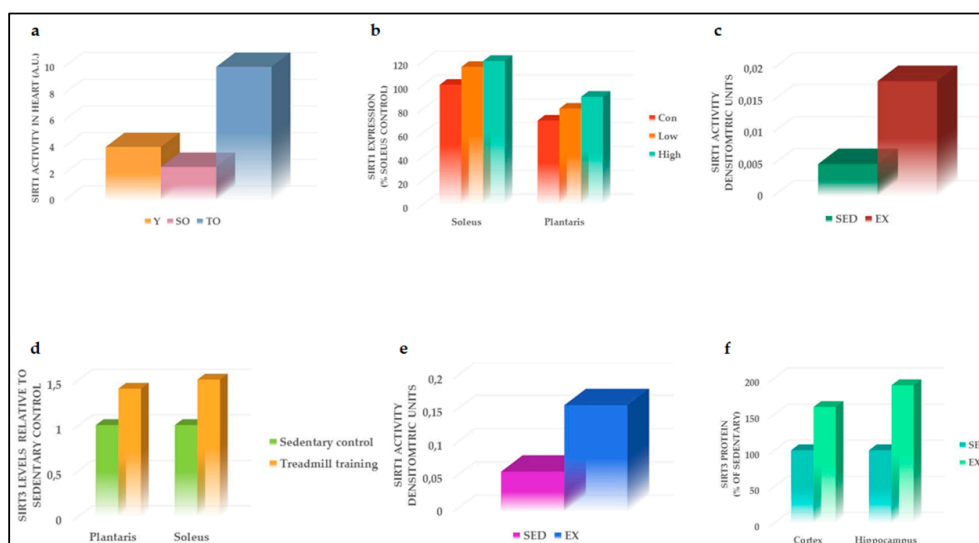 a
SIRT1 ACTIVITY IN HEART (A.U.)
10
8
6
4
2
0
Y SO TO
b
SIRT1 EXPRESSION
(% SOLEUS CONTROL)
120
100
80
60
40
20
0
Soleus Plantaris
Con
Low
High
c
SIRT1 ACTIVITY
DENSITOMETRIC UNITS
0,02
0,015
0,01
0,005
0
SED EX
d
SIRT3 LEVELS RELATIVE TO
SEDENTARY CONTROL
1,5
1
0,5
0
Plantaris Soleus
Sedentary control
Treadmill training
e
SIRT1 ACTIVITY
DENSITOMTRIC UNITS
0,2
0,15
0,1
0,05
0
SED EX
f
SIRT3 PROTEIN
(% OF SEDENTARY)
200
150
100
50
0
Cortex Hippocampus
SE
EX